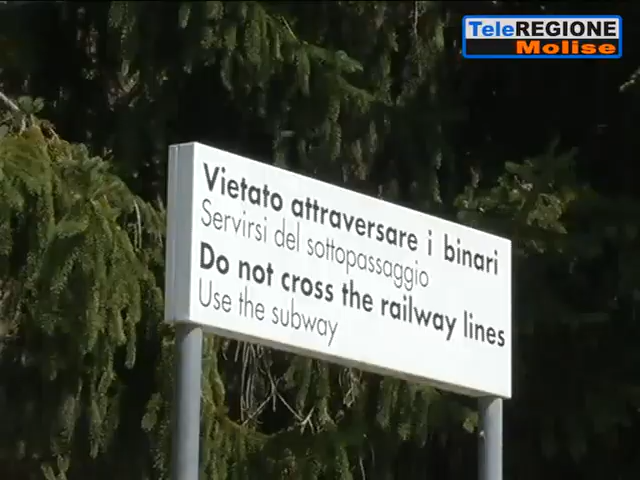 TeleREGIONE
Molise
Vietato attraversare i binari
Servirsi del sottopassaggio
Do not cross the railway lines
Use the subway